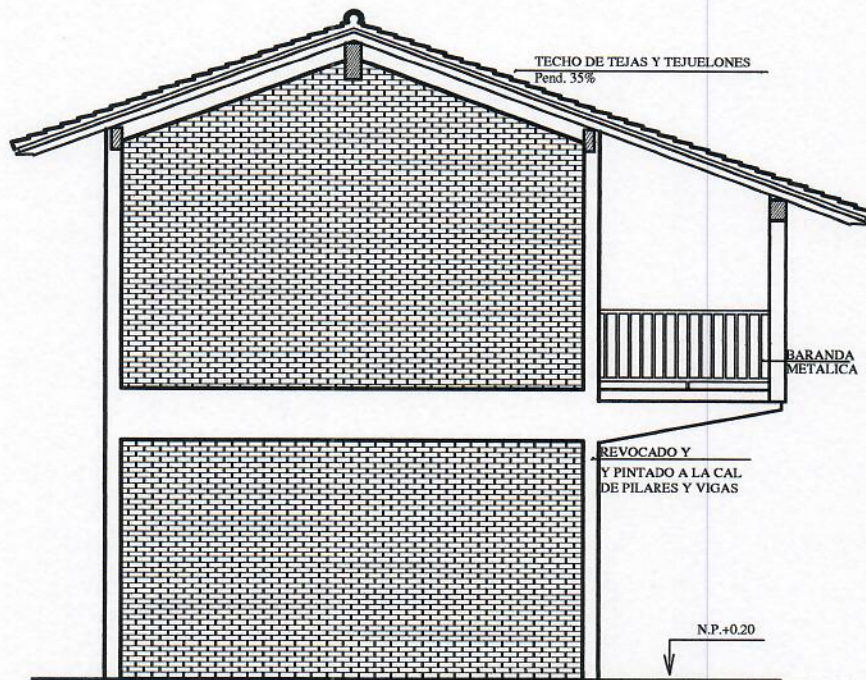 TECHO DE TEJAS Y TEJUELONES
Pend. 35%
BARANDA
METALICA
REVOCADO Y
Y PINTADO A LA CAL
DE PILARES Y VIGAS
N.P.+0.20